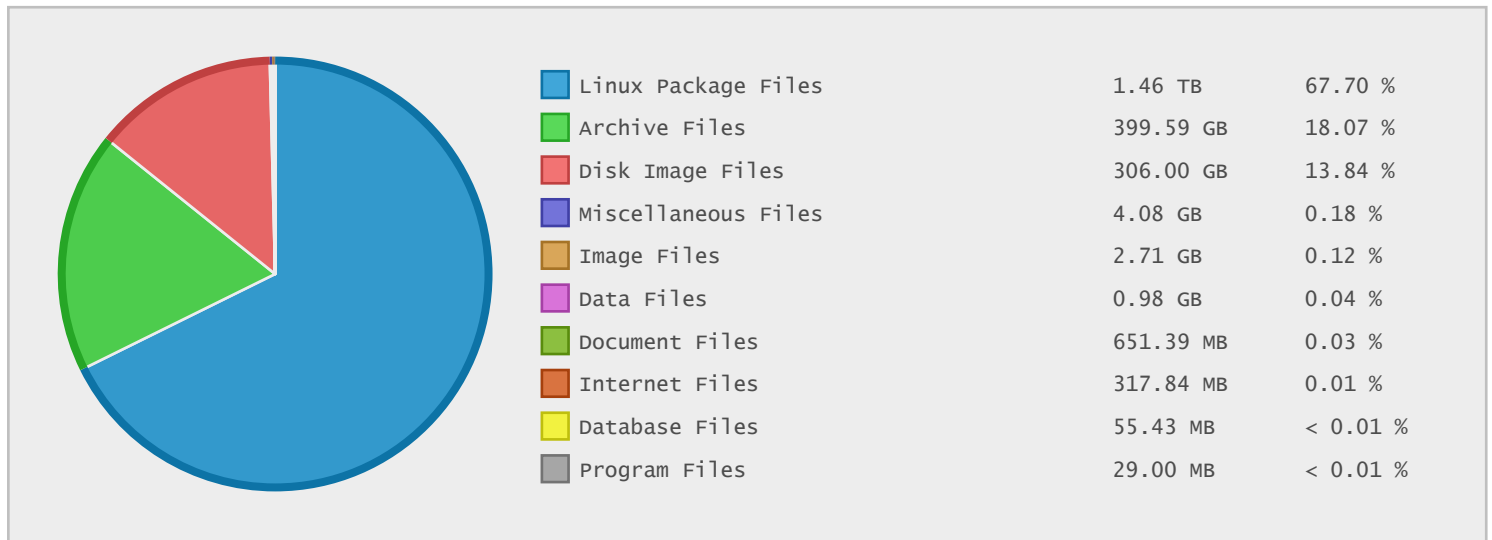 Linux Package Files 1.46 TB 67.70 %
Archive Files 399.59 GB 18.07 %
Disk Image Files 306.00 GB 13.84 %
Miscellaneous Files 4.08 GB 0.18 %
Image Files 2.71 GB 0.12 %
Data Files 0.98 GB 0.04 %
Document Files 651.39 MB 0.03 %
Internet Files 317.84 MB 0.01 %
Database Files 55.43 MB < 0.01 %
Program Files 29.00 MB < 0.01 %